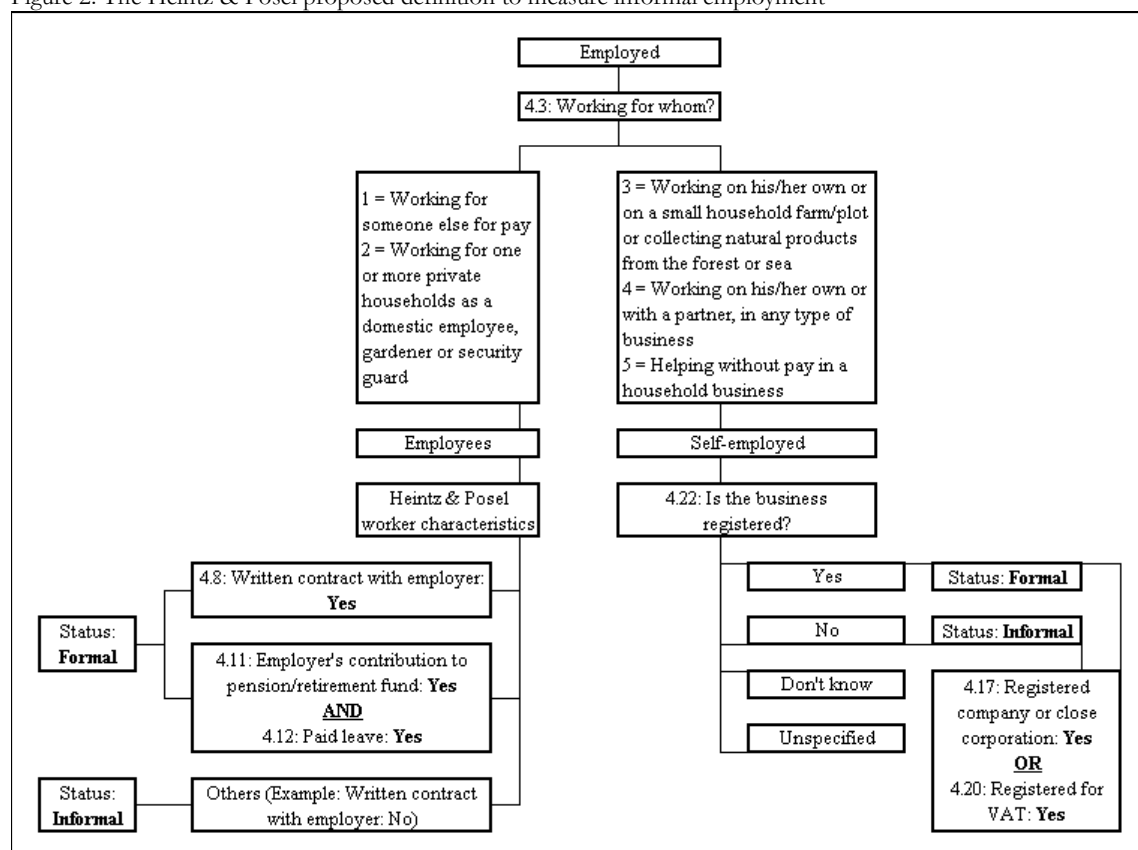 Figure 2: The Heintz & Posel proposed definition to measure informal employment
Employed
4.3: Working for whom?
1 = Working for
someone else for pay
2 = Working for one
or more private
households as a
domestic employee,
gardener or security
guard
3 = Working on his/her own or
on a small household farm/plot
or collecting natural products
from the forest or sea
4 = Working on his/her own or
with a partner, in any type of
business
5 = Helping without pay in a
household business
Employees
Self-employed
Heintz & Posel
worker characteristics
4.22: Is the business
registered?
4.8: Written contract with employer:
Yes
4.11: Employer's contribution to
pension/retirement fund: Yes
AND
4.12: Paid leave: Yes
Status:
Formal
Others (Example: Written contract
with employer: No)
Status:
Informal
Yes
Status: Formal
No
Status: Informal
Don't know
Unspecified
4.17: Registered
company or close
corporation: Yes
OR
4.20: Registered for
VAT: Yes